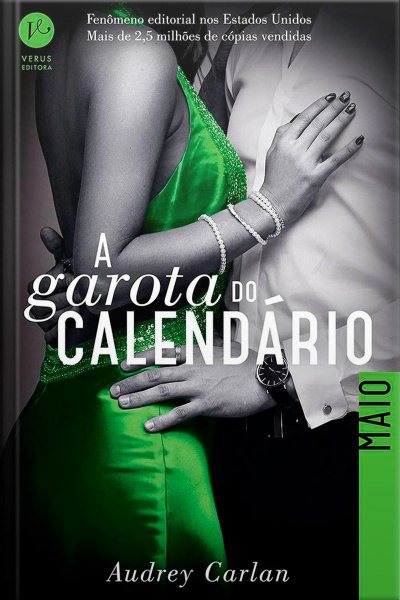 VERUS
EDITORA
Fenômeno editorial nos Estados Unidos
Mais de 2,5 milhões de cópias vendidas
A
garota DO
CALENDÁRIO
MAIO
Audrey Carlan